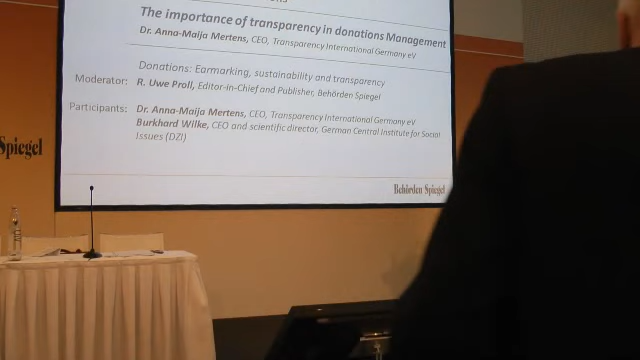 The importance of transparency in donations Management
Dr. Anna-Maija Mertens, CEO, Transparency International Germany eV
Donations: Earmarking, sustainability and transparency
Moderator: R. Uwe Proll, Editor-in-Chief and Publisher, Behörden Spiegel
Participants: Dr. Anna-Maija Mertens, CEO, Transparency International Germany eV
Burkhard Wilke, CEO and scientific director, German Central Institute for Social
Issues (DZI)
Spiegel
Behörden Spiegel